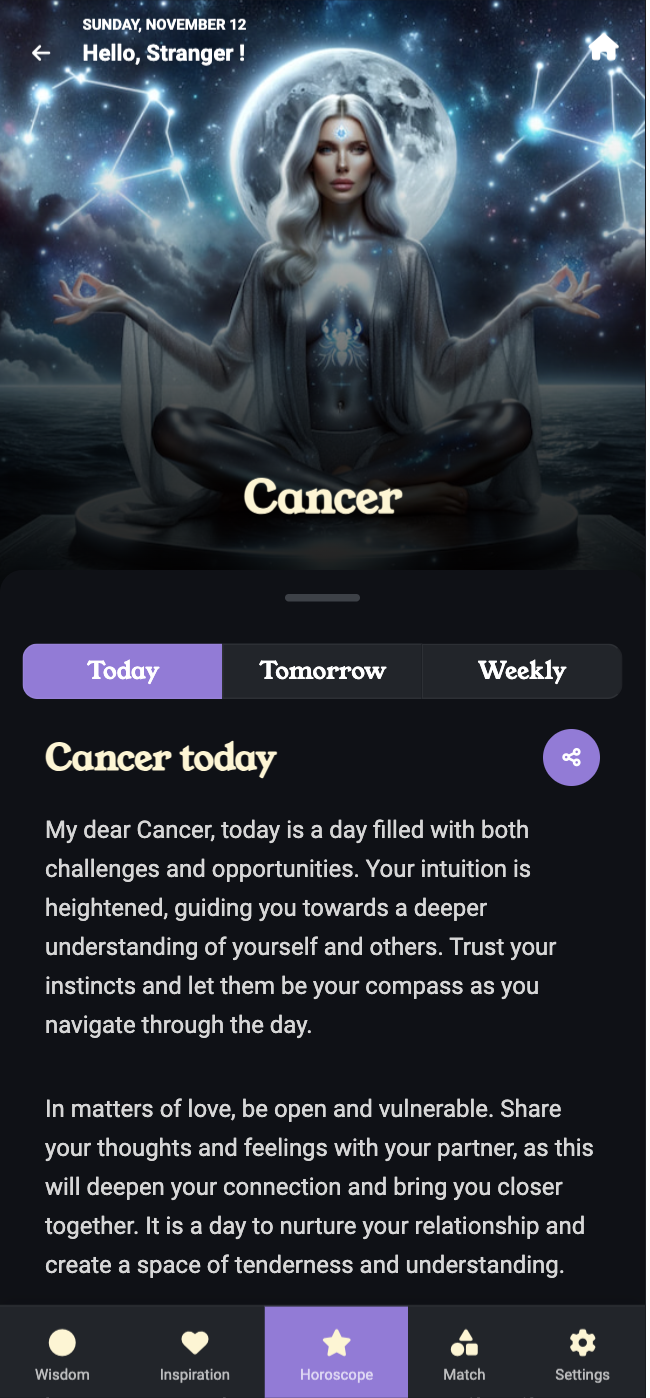 SUNDAY, NOVEMBER 12
Hello, Stranger !
Cancer
Today
Tomorrow
Weekly
Cancer today
My dear Cancer, today is a day filled with both
challenges and opportunities. Your intuition is
heightened, guiding you towards a deeper
understanding of yourself and others. Trust your
instincts and let them be your compass as you
navigate through the day.
In matters of love, be open and vulnerable. Share
your thoughts and feelings with your partner, as this
will deepen your connection and bring you closer
together. It is a day to nurture your relationship and
create a space of tenderness and understanding.
Wisdom
Inspiration
Horoscope
Match
Settings